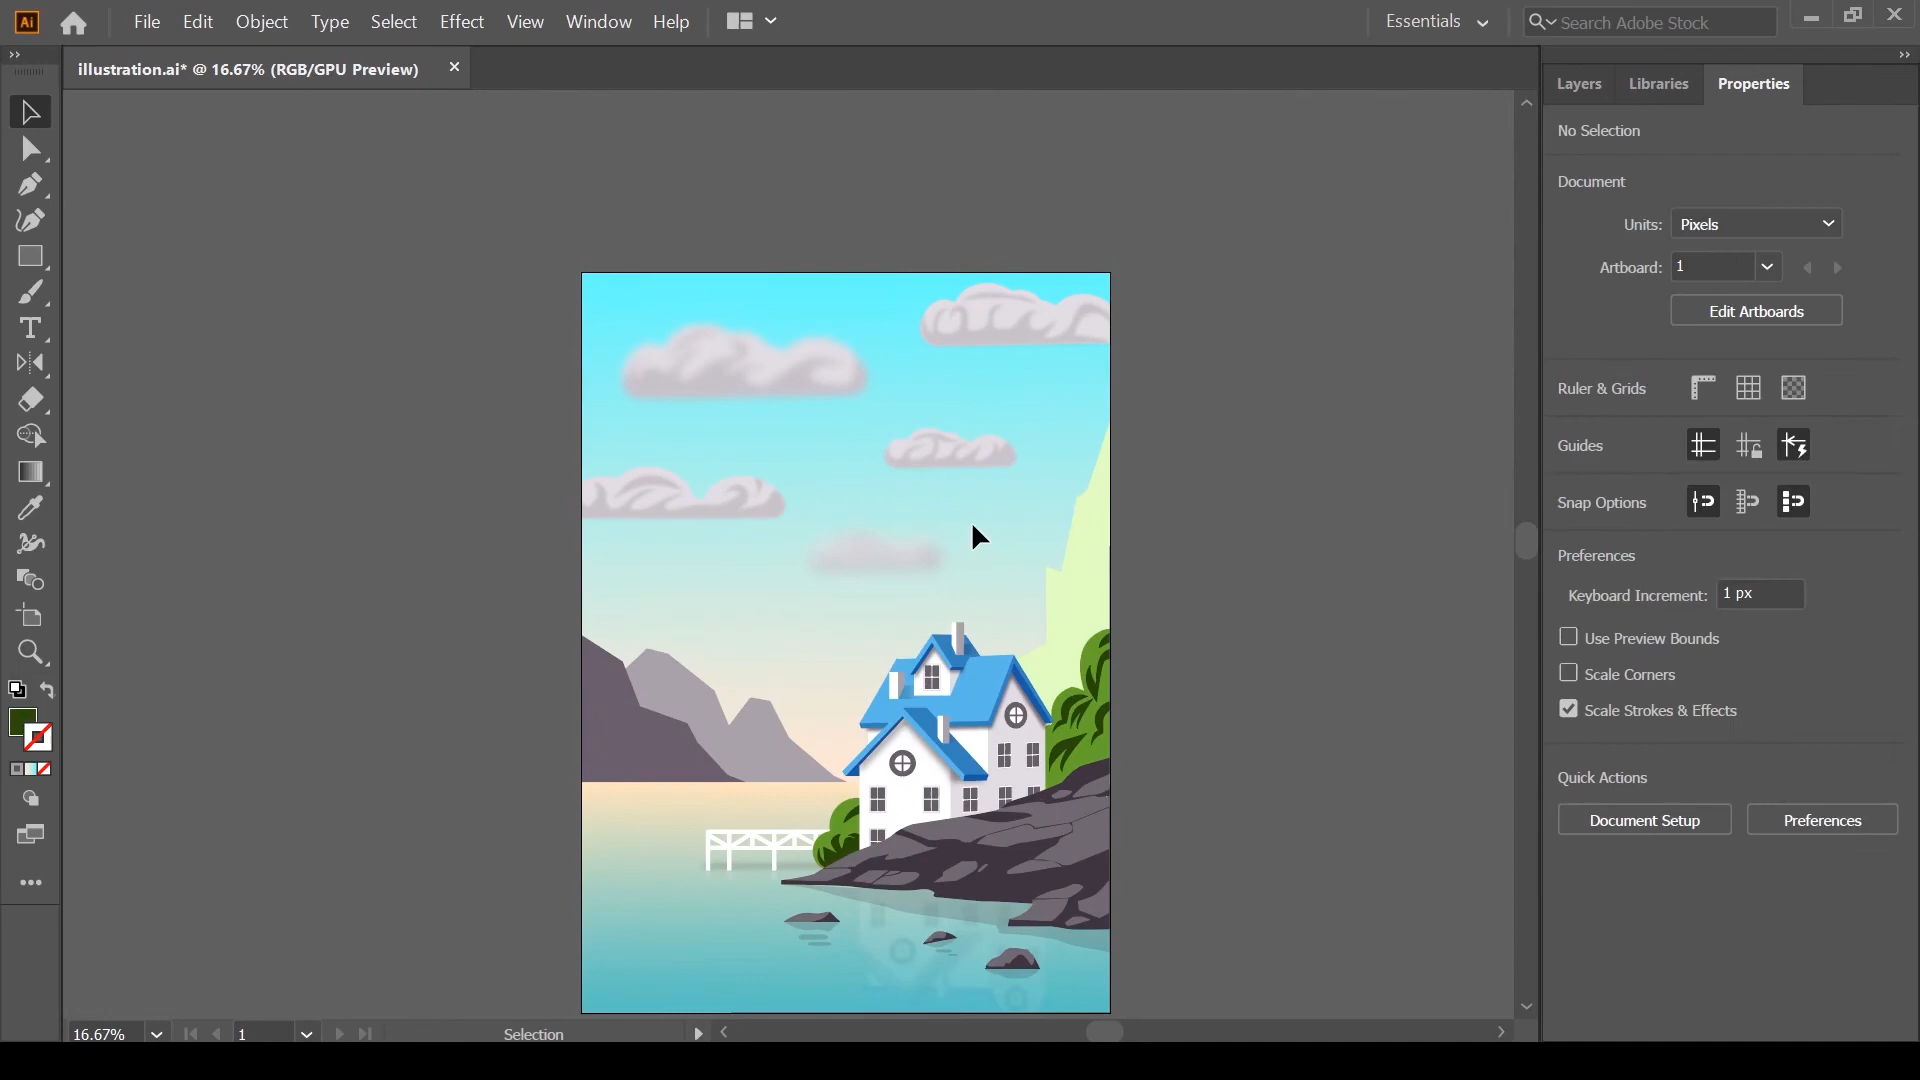 Ai File Edit Object Type Select Effect View Window Help Essentials Search Adobe Stock
illustration.ai* @ 16.67% (RGB/GPU Preview)
Layers Libraries Properties
No Selection
Document
Units: Pixels
Artboard: 1
Edit Artboards
Ruler & Grids
Guides
Snap Options
Preferences
Keyboard Increment: 1 px
Use Preview Bounds
Scale Corners
Scale Strokes & Effects
Quick Actions
Document Setup Preferences
16.67% 1 Selection